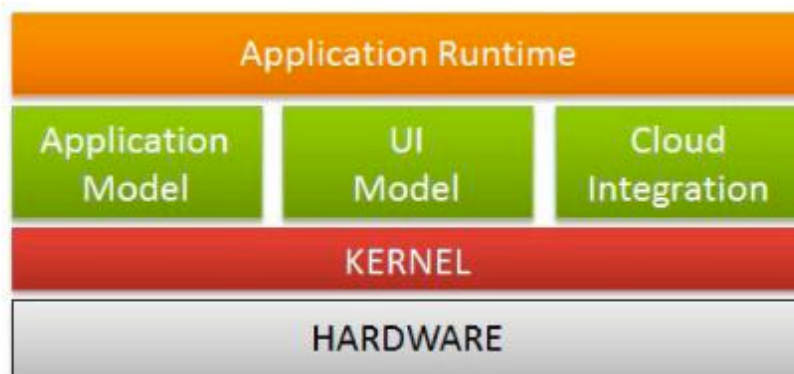 Application Runtime
Application
Model
UI
Model
Cloud
Integration
KERNEL
HARDWARE